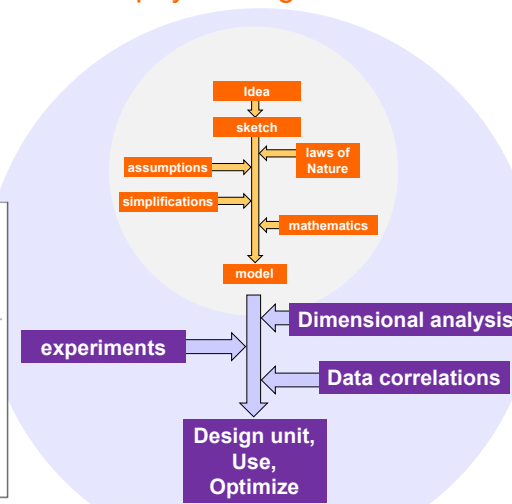 Idea
sketch
laws of
Nature
assumptions
simplifications
mathematics
model
Dimensional analysis
experiments
Data correlations
Design unit,
Use,
Optimize